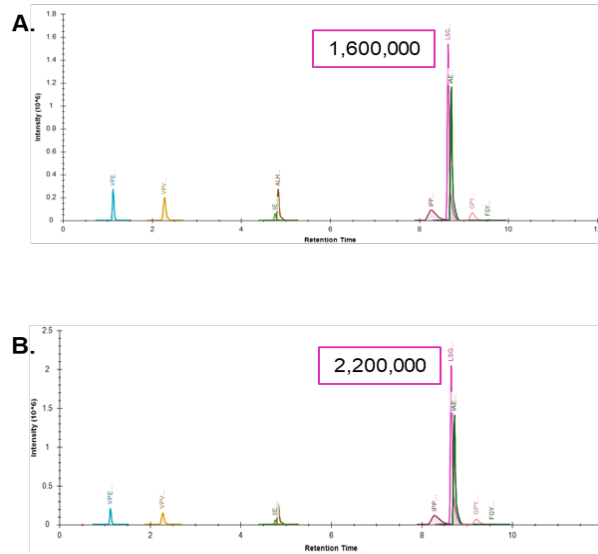 A.
1.8
1.6
1.4
1.2
1
0.8
0.6
0.4
0.2
0
Intensity (10^6)
1,600,000
VPE...
VPV...
IE...
ALH...
IPP...
LSG...
IAE...
GPY...
FGY...
0 2 4 6 8 10 12
Retention Time
B.
2.5
2
1.5
1
0.5
0
Intensity (10^6)
2,200,000
VPE...
VPV...
IIE...
IPP...
LSG...
IAE...
GPY...
FGY...
0 2 4 6 8 10
Retention Time